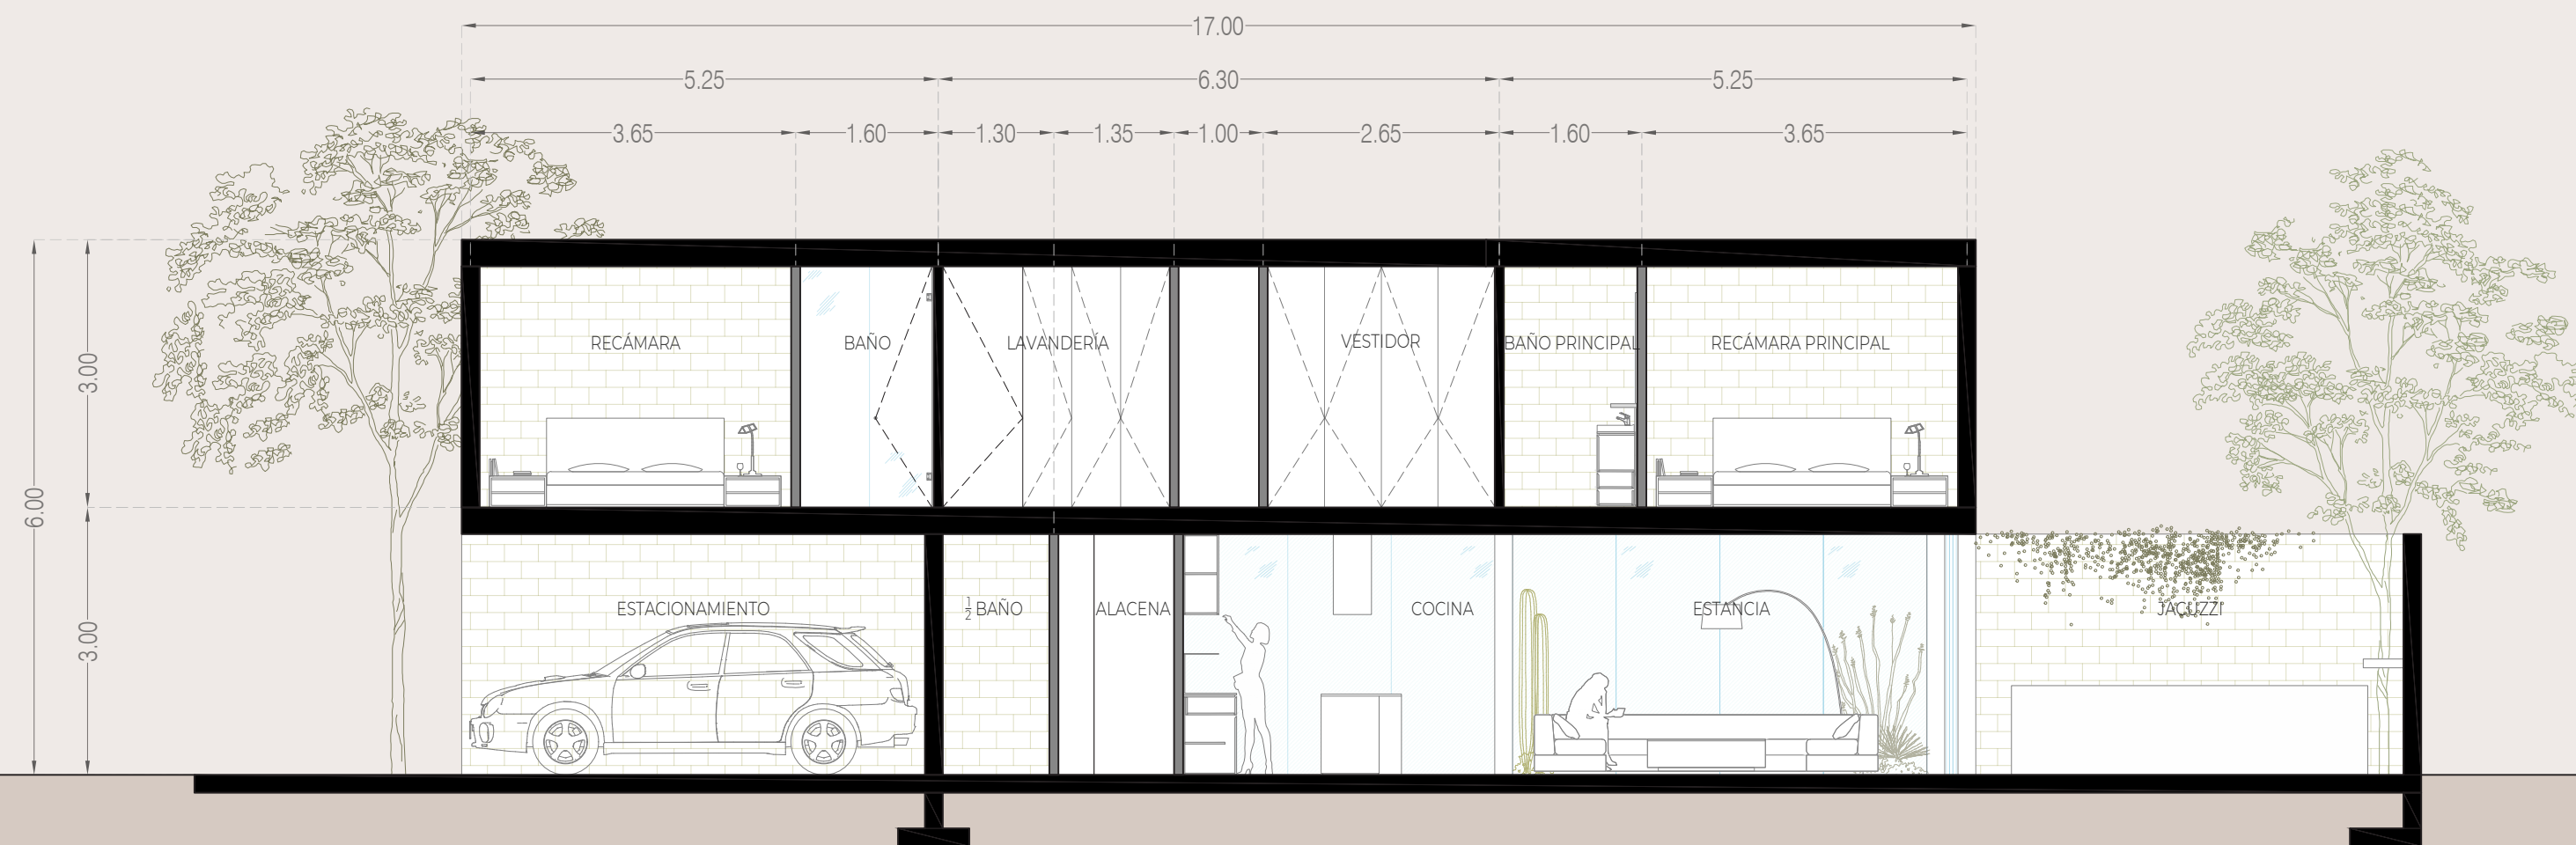 17.00
5.25 6.30 5.25
3.65 1.60 1.30 1.35 1.00 2.65 1.60 3.65
3.00
6.00
3.00
RECÁMARA BAÑO LAVANDERÍA VESTIDOR BAÑO PRINCIPAL RECÁMARA PRINCIPAL
ESTACIONAMIENTO ½ BAÑO ALACENA COCINA ESTANCIA JACUZZI